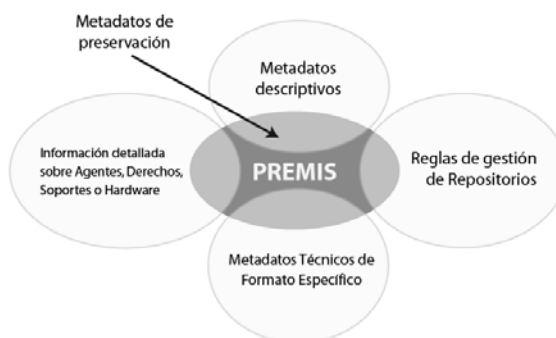 Metadatos de
preservación
Metadatos
descriptivos
Información detallada
sobre Agentes, Derechos,
Soportes o Hardware
PREMIS
Reglas de gestión
de Repositorios
Metadatos Técnicos de
Formato Específico